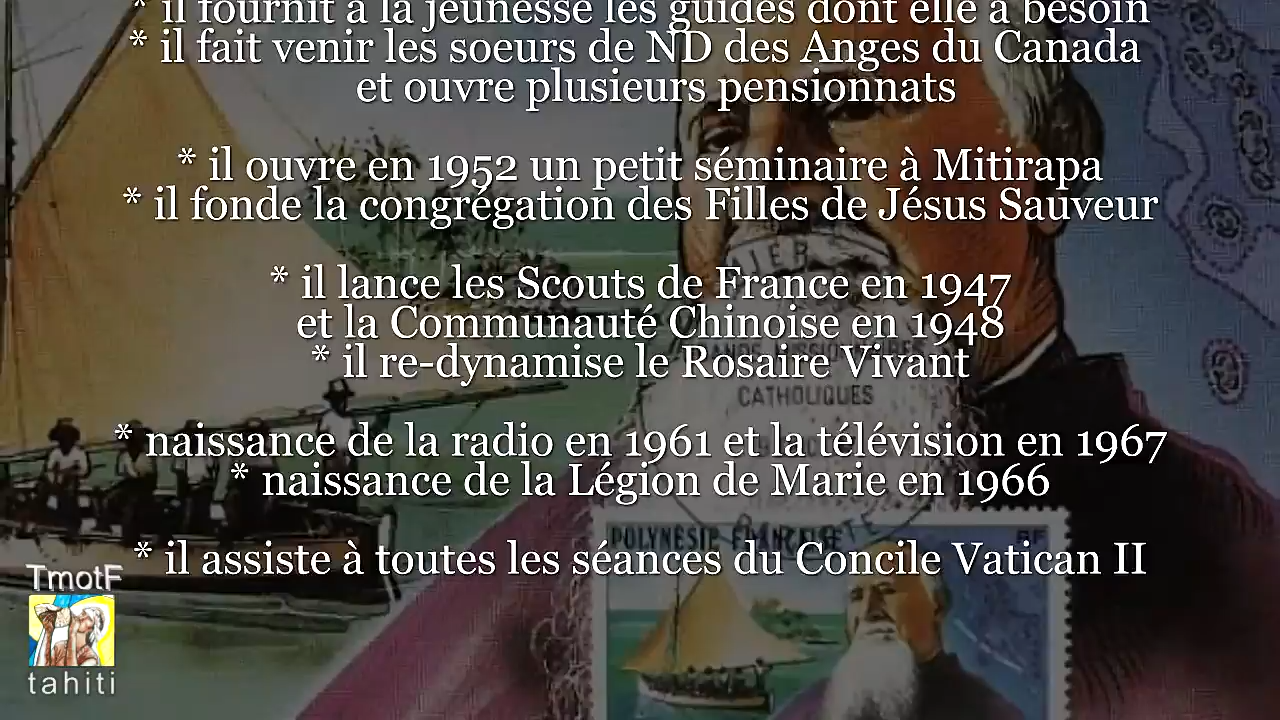 * il fournit à la jeunesse les guides dont elle a besoin
* il fait venir les soeurs de ND des Anges du Canada
et ouvre plusieurs pensionnats
* il ouvre en 1952 un petit séminaire à Mitirapa
* il fonde la congrégation des Filles de Jésus Sauveur
* il lance les Scouts de France en 1947
et la Communauté Chinoise en 1948
* il re-dynamise le Rosaire Vivant
CATHOLIQUES
* naissance de la radio en 1961 et la télévision en 1967
* naissance de la Légion de Marie en 1966
POLYNÉSIE FRANÇAISE
* il assiste à toutes les séances du Concile Vatican II
TmotF
tahiti